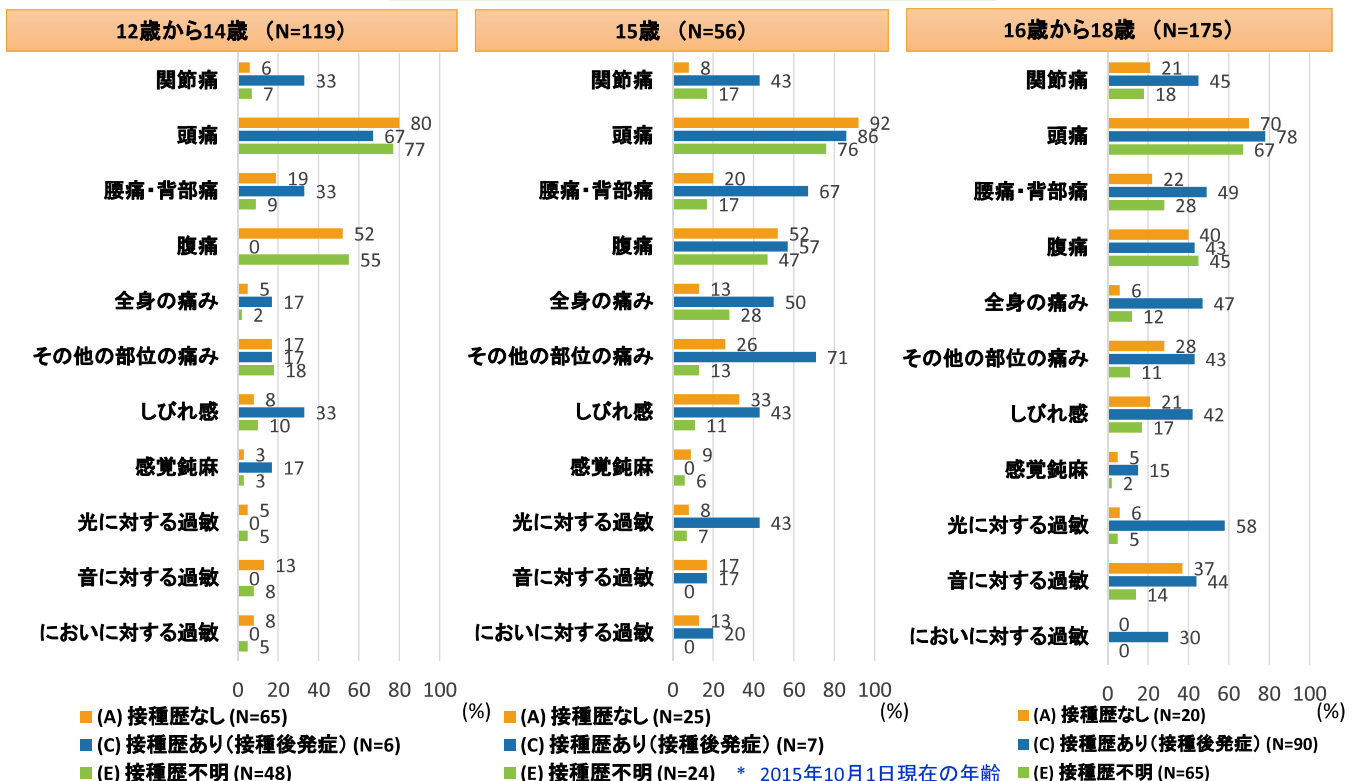 12歳から14歳 （N=119）
関節痛
6
33
7
頭痛
80
67
77
腰痛・背部痛
19
33
9
腹痛
52
0
55
全身の痛み
5
17
2
その他の部位の痛み
17
17
18
しびれ感
8
33
10
感覚鈍麻
3
17
3
光に対する過敏
5
0
5
音に対する過敏
13
0
8
においに対する過敏
8
0
5
0 20 40 60 80 100
(%)
(A) 接種歴なし (N=65)
(C) 接種歴あり（接種後発症） (N=6)
(E) 接種歴不明 (N=48)
15歳 （N=56）
関節痛
8
43
17
頭痛
92
86
76
腰痛・背部痛
20
67
17
腹痛
52
57
47
全身の痛み
13
50
28
その他の部位の痛み
26
71
13
しびれ感
33
43
11
感覚鈍麻
9
0
6
光に対する過敏
8
43
7
音に対する過敏
17
17
0
においに対する過敏
13
20
0
0 20 40 60 80 100
(%)
(A) 接種歴なし (N=25)
(C) 接種歴あり（接種後発症） (N=7)
(E) 接種歴不明 (N=24)
* 2015年10月1日現在の年齢
16歳から18歳 （N=175）
関節痛
21
45
18
頭痛
70
78
67
腰痛・背部痛
22
49
28
腹痛
40
43
45
全身の痛み
6
47
12
その他の部位の痛み
28
43
11
しびれ感
21
42
17
感覚鈍麻
5
15
2
光に対する過敏
6
58
5
音に対する過敏
37
44
14
においに対する過敏
0
30
0
0 20 40 60 80 100
(%)
(A) 接種歴なし (N=20)
(C) 接種歴あり（接種後発症） (N=90)
(E) 接種歴不明 (N=65)